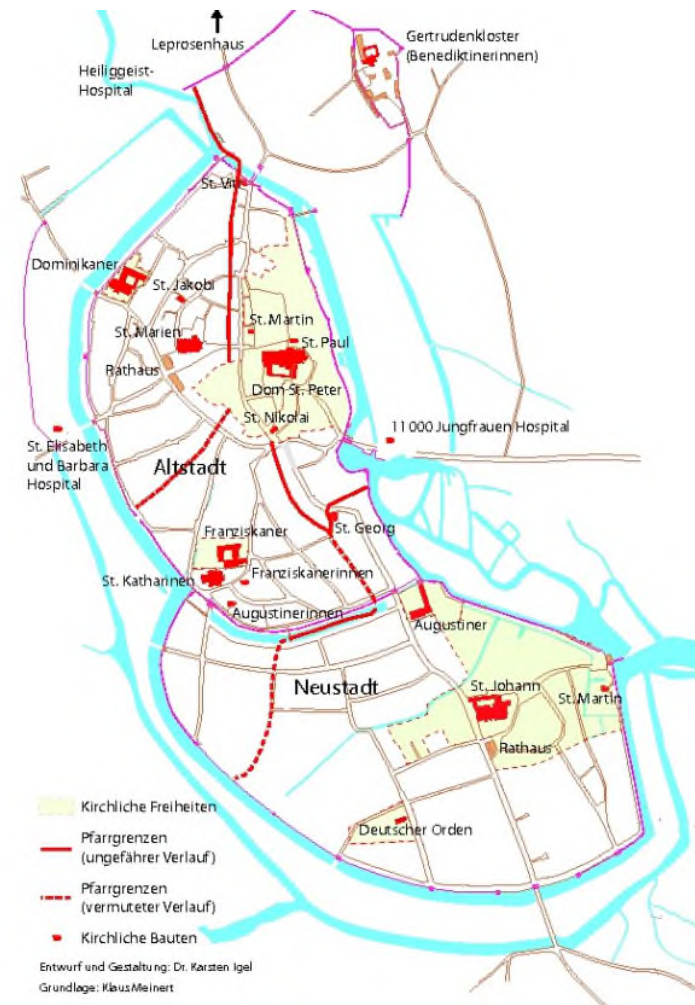 Leprosenhaus
Gertrudenkloster
(Benediktinerinnen)
Heiliggeist-
Hospital
St. Viti
Dominikaner
St. Jakobi
St. Martin
St. Marien
St. Paul
Rathaus
Dom St. Peter
St. Nikolai
11 000 Jungfrauen Hospital
St. Elisabeth
und Barbara
Hospital
Altstadt
Franziskaner
St. Georg
St. Katharinen
Franziskanerinnen
Augustinerinnen
Augustiner
Neustadt
St. Johann
St. Martin
Rathaus
Deutscher Orden
Kirchliche Freiheiten
Pfarrgrenzen
(ungefährer Verlauf)
Pfarrgrenzen
(vermuteter Verlauf)
Kirchliche Bauten
Entwurf und Gestaltung: Dr. Karsten Igel
Grundlage: Klaus Meinert